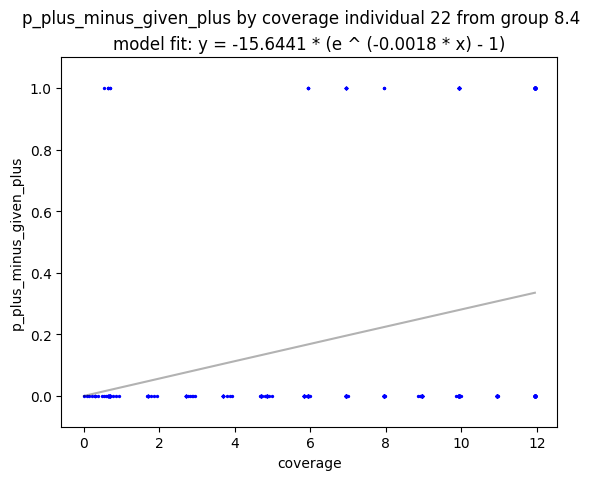 p_plus_minus_given_plus by coverage individual 22 from group 8.4
model fit: y = -15.6441 * (e ^ (-0.0018 * x) - 1)
1.0
0.8
0.6
0.4
0.2
0.0
p_plus_minus_given_plus
0 2 4 6 8 10 12
coverage